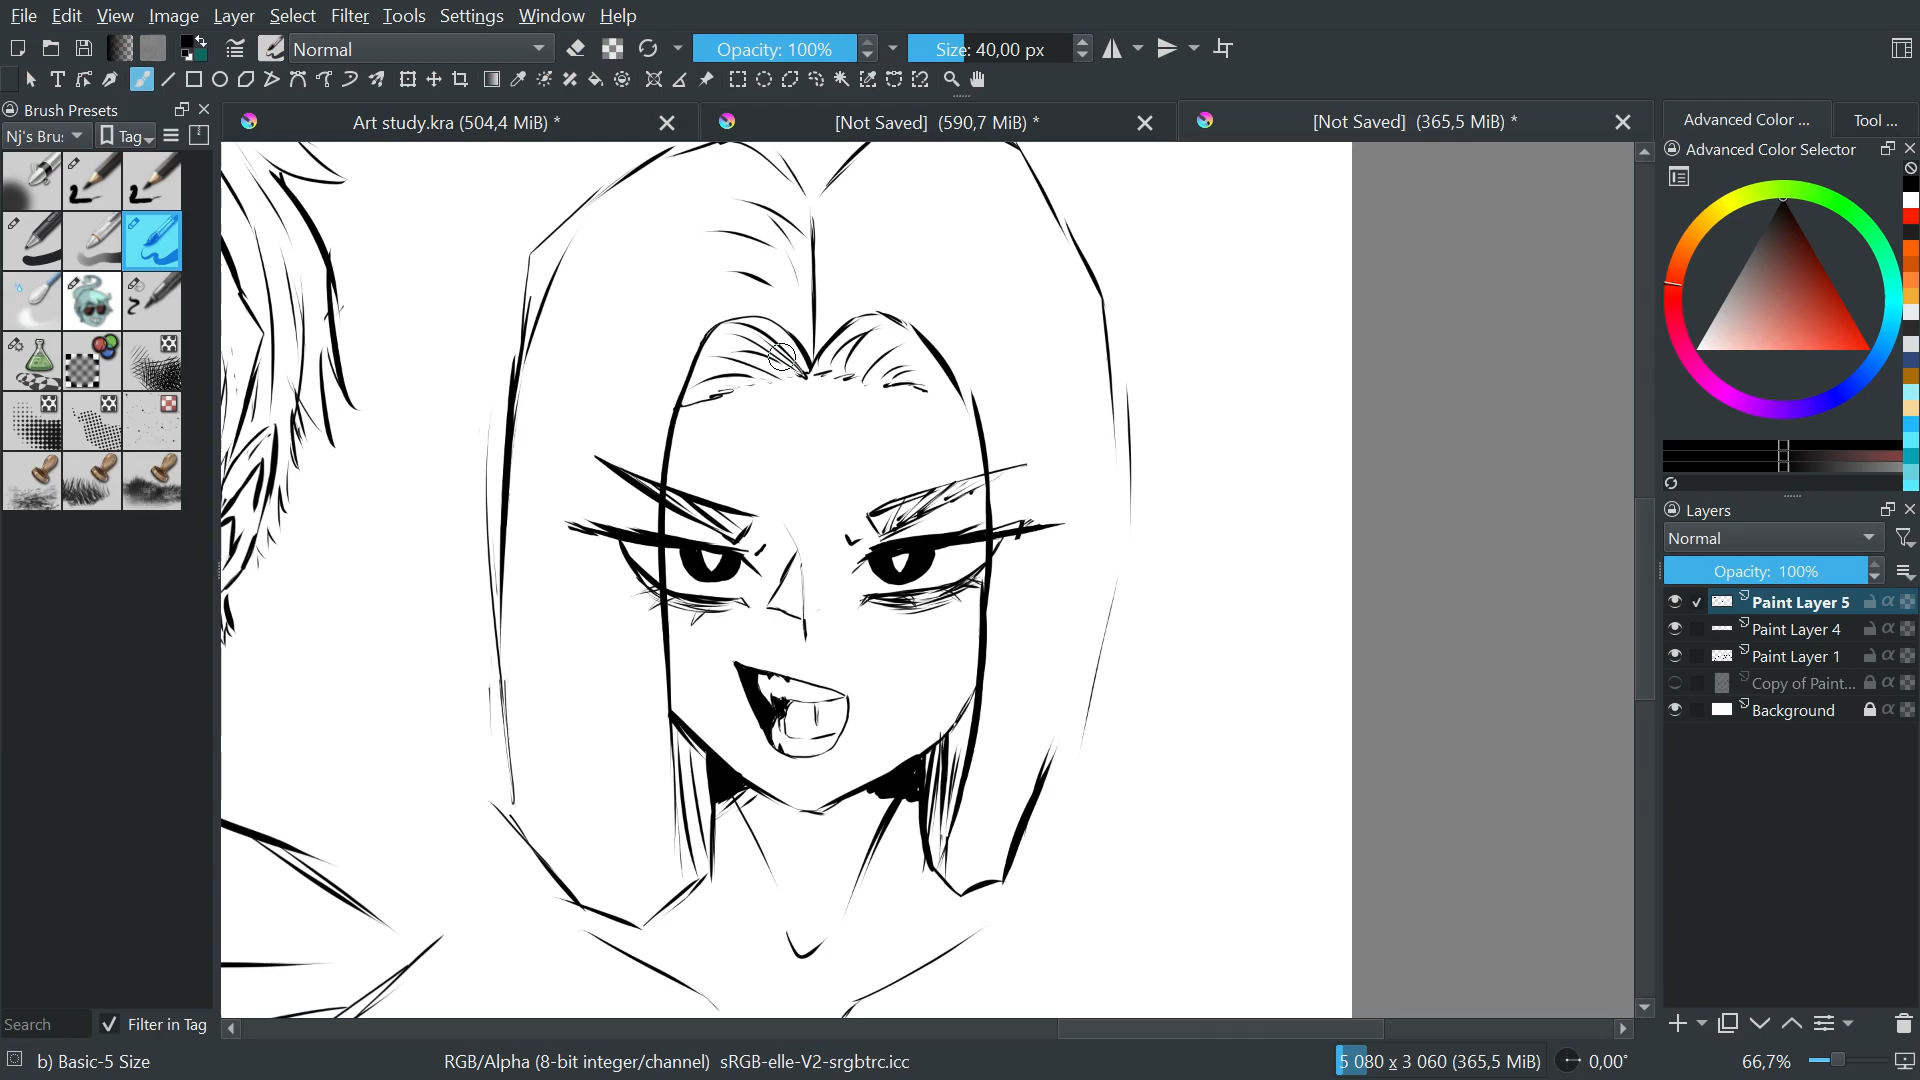 File Edit View Image Layer Select Filter Tools Settings Window Help
Normal Opacity: 100% Size: 40,00 px
Brush Presets
Nj's Bru: Tag
Art study.kra (504,4 MiB) *
[Not Saved] (590,7 MiB) *
[Not Saved] (365,5 MiB) *
Advanced Color ... Tool ...
Advanced Color Selector
Layers
Normal
Opacity: 100%
Paint Layer 5
Paint Layer 4
Paint Layer 1
Copy of Paint...
Background
Search Filter in Tag
b) Basic-5 Size
RGB/Alpha (8-bit integer/channel) sRGB-elle-V2-srgbtrc.icc
5 080 x 3 060 (365,5 MiB)
0,00°
66,7%